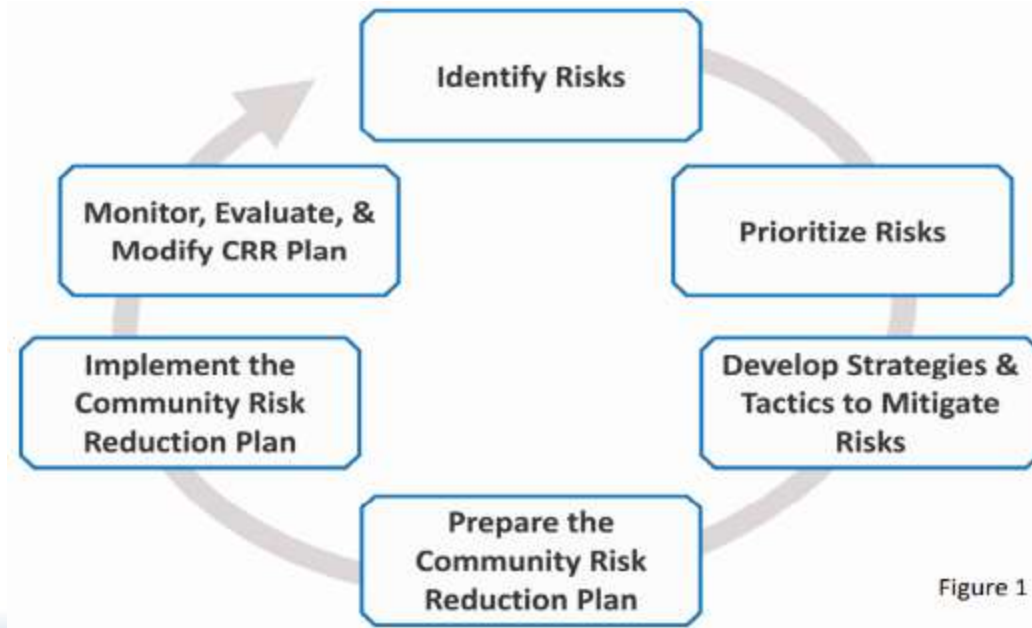 Identify Risks
Prioritize Risks
Develop Strategies &
Tactics to Mitigate
Risks
Prepare the
Community Risk
Reduction Plan
Implement the
Community Risk
Reduction Plan
Monitor, Evaluate, &
Modify CRR Plan
Figure 1